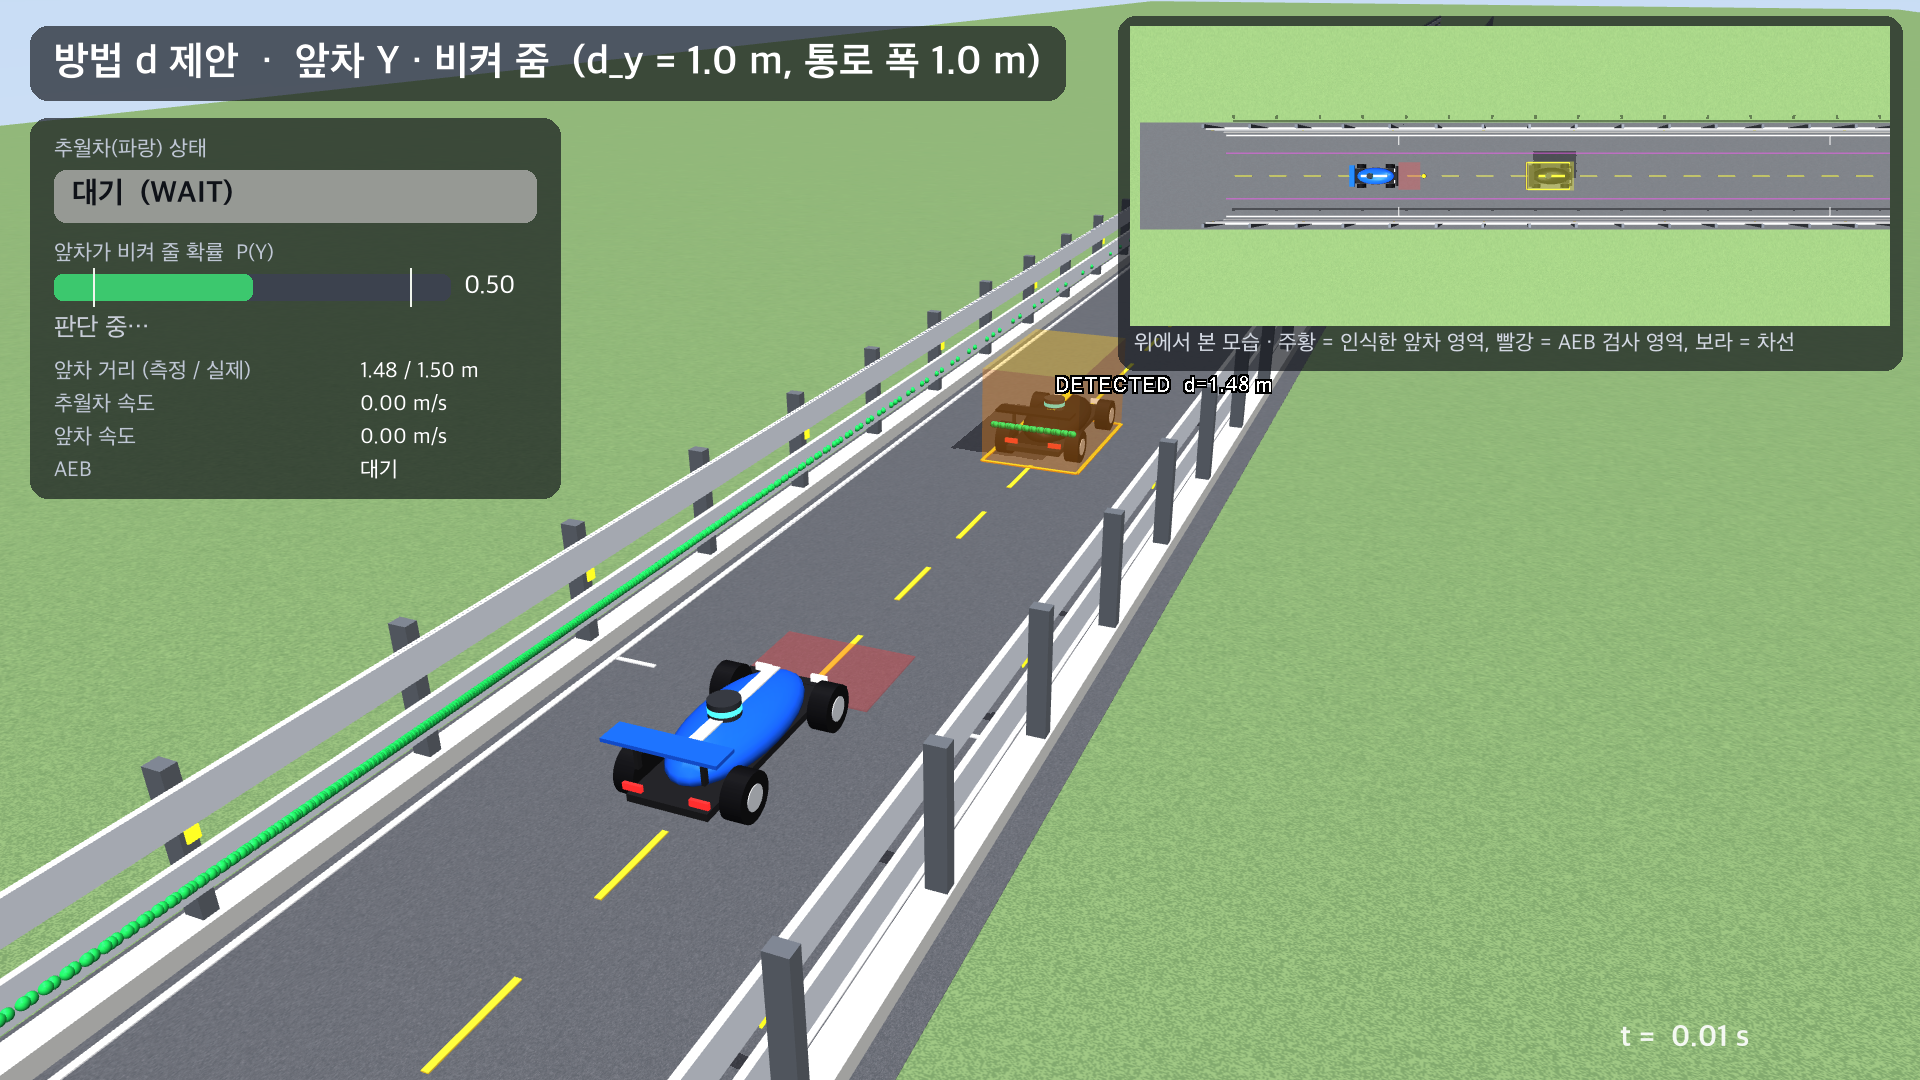 방법 d 제안 · 앞차 Y · 비켜 줌 (d_y = 1.0 m, 통로 폭 1.0 m)
추월차(파랑) 상태
대기 (WAIT)
앞차가 비켜 줄 확률 P(Y)
0.50
판단 중…
앞차 거리 (측정 / 실제) 1.48 / 1.50 m
추월차 속도 0.00 m/s
앞차 속도 0.00 m/s
AEB 대기
위에서 본 모습 · 주황 = 인식한 앞차 영역, 빨강 = AEB 검사 영역, 보라 = 차선
DETECTED d=1.48 m
t = 0.01 s